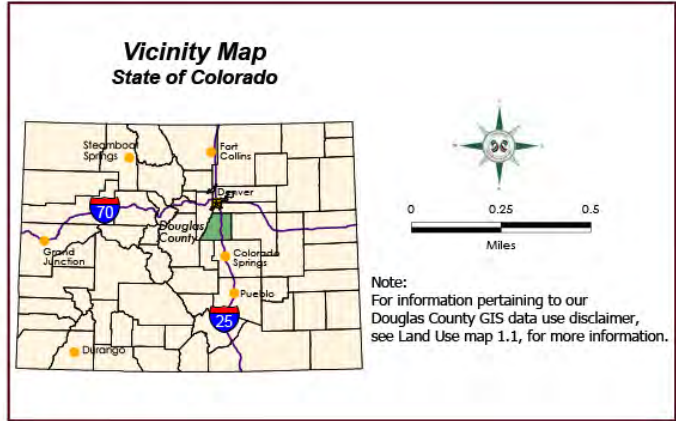 Vicinity Map
State of Colorado
Steamboat
Springs
Fort
Collins
Denver
70
Douglas
County
Grand
Junction
Colorado
Springs
Pueblo
25
Durango
0 0.25 0.5
Miles
Note:
For information pertaining to our
Douglas County GIS data use disclaimer,
see Land Use map 1.1, for more information.